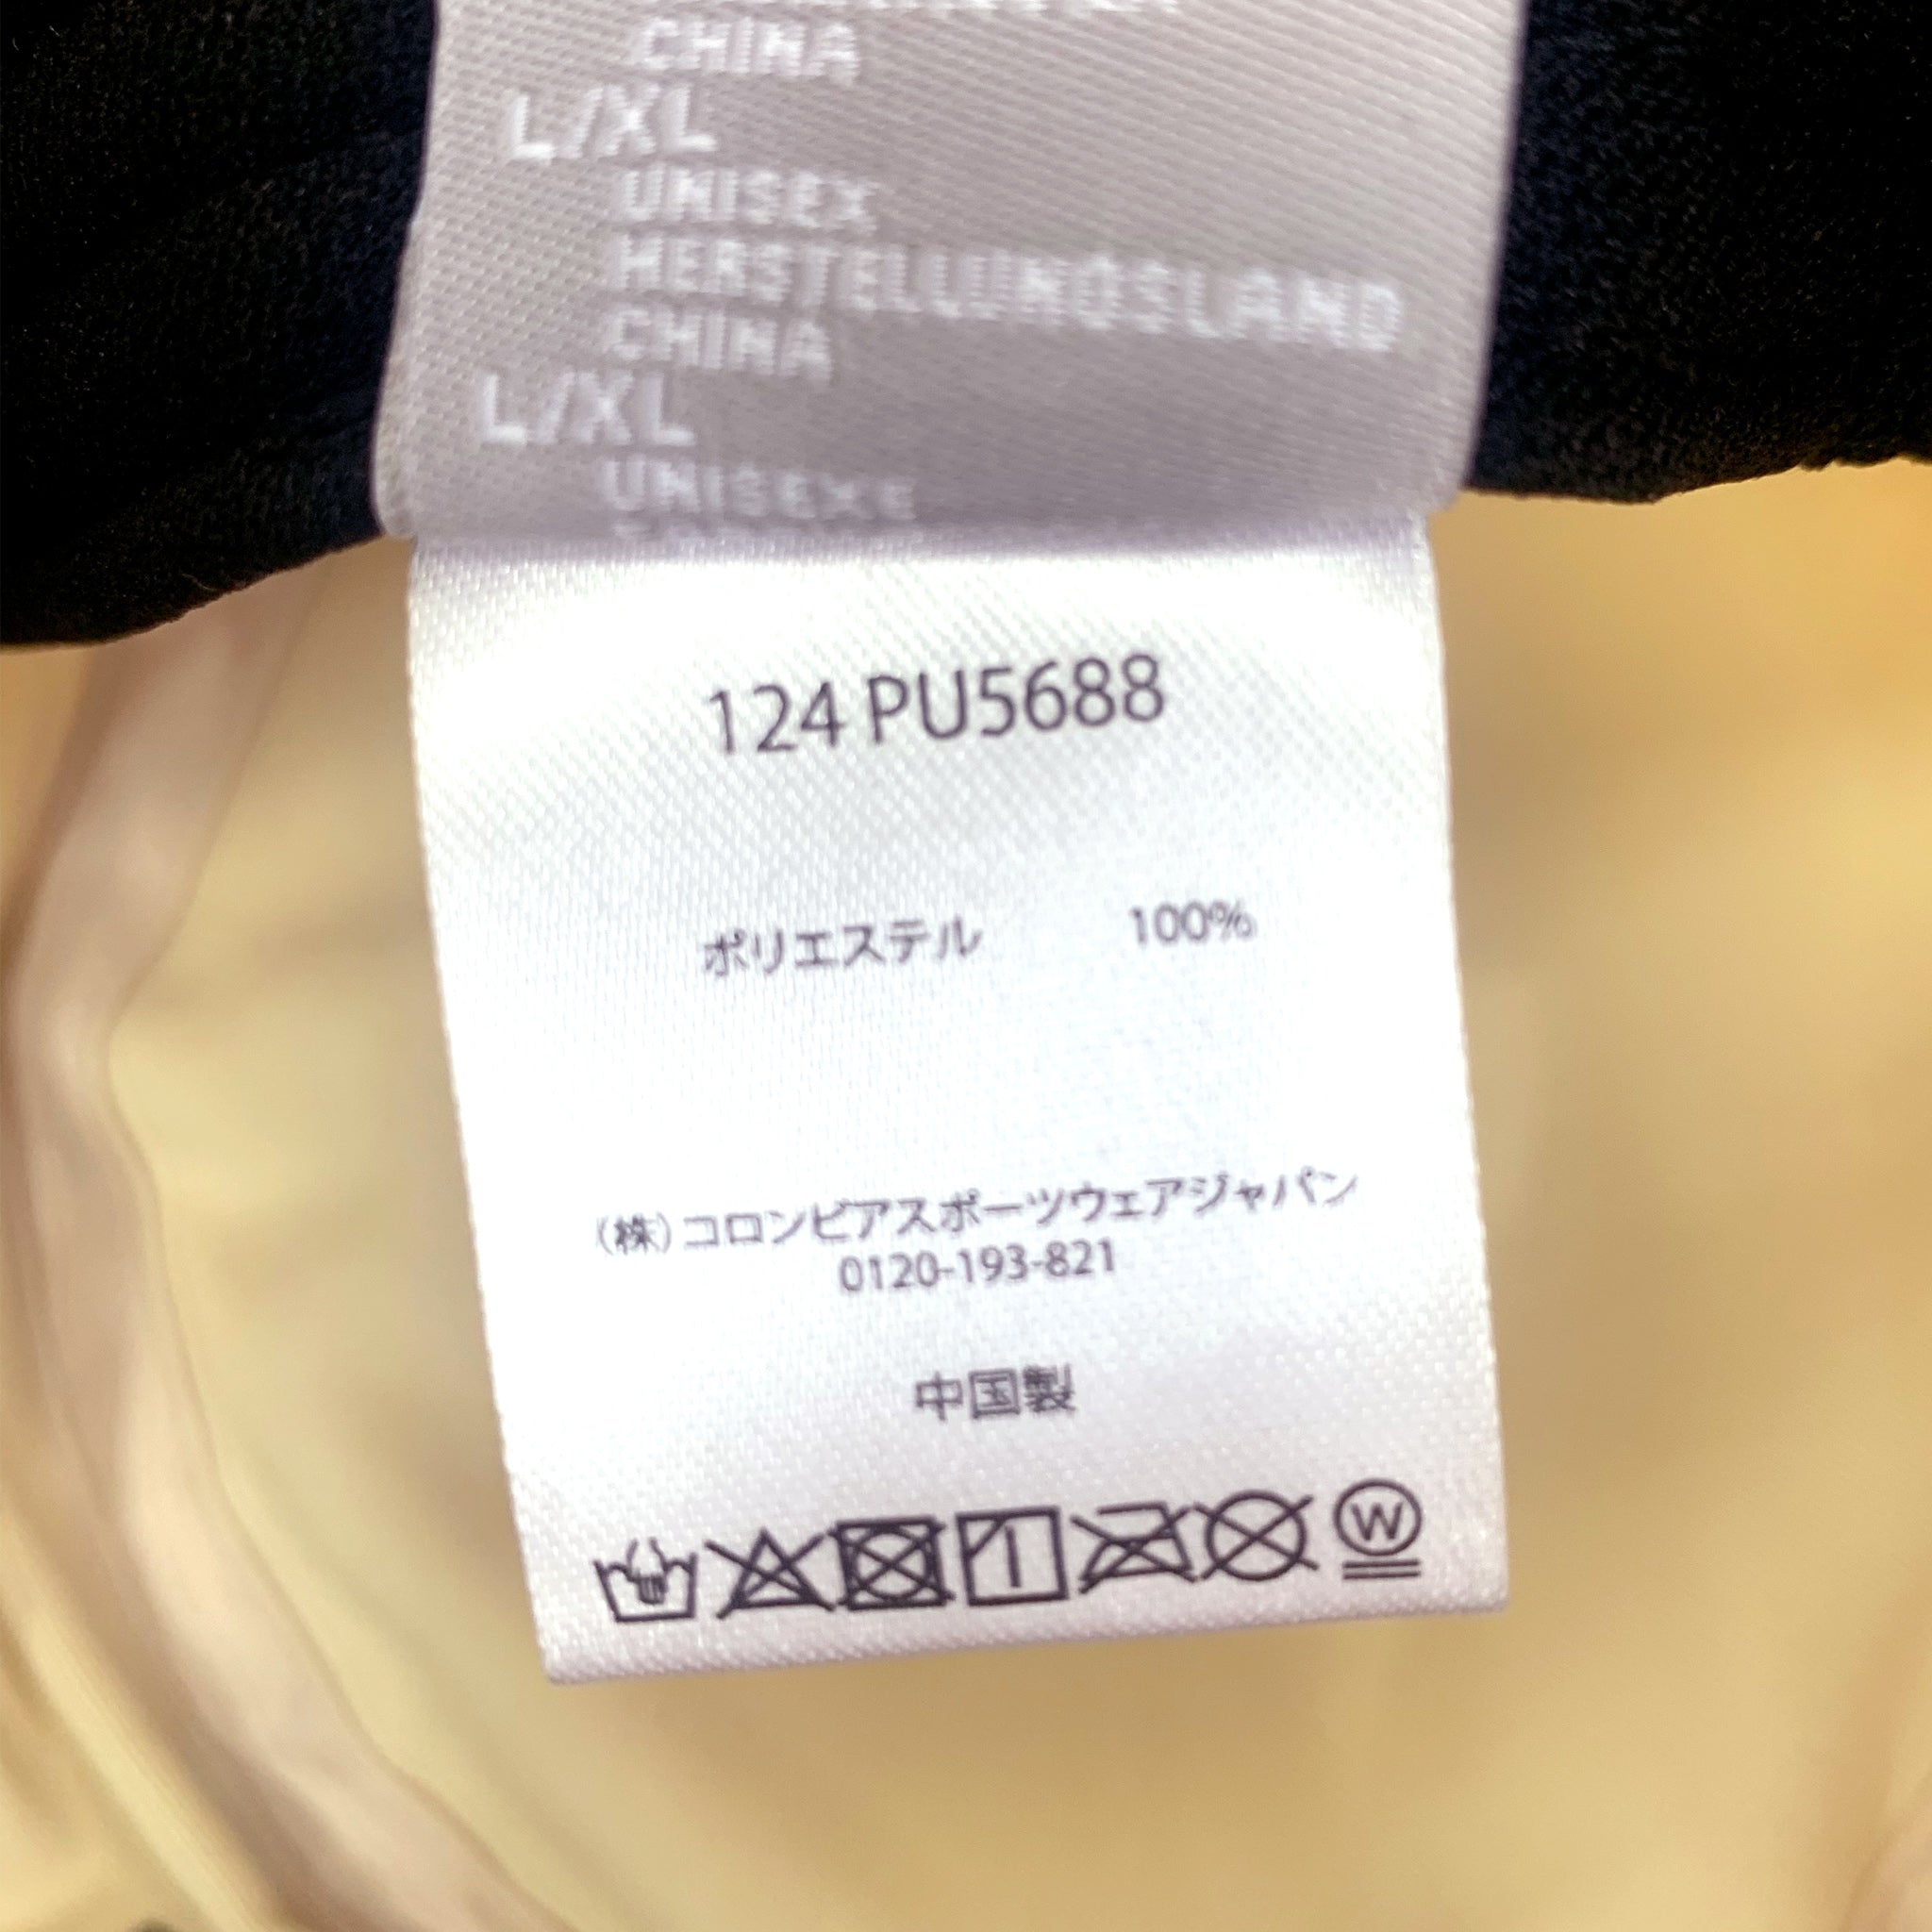 CHINA
L/XL
UNISEX
HERSTELLUNGSLAND
CHINA
L/XL
UNISEXE
124 PU5688
ポリエステル 100%
(株)コロンビアスポーツウェアジャパン
0120-193-821
中国製
W